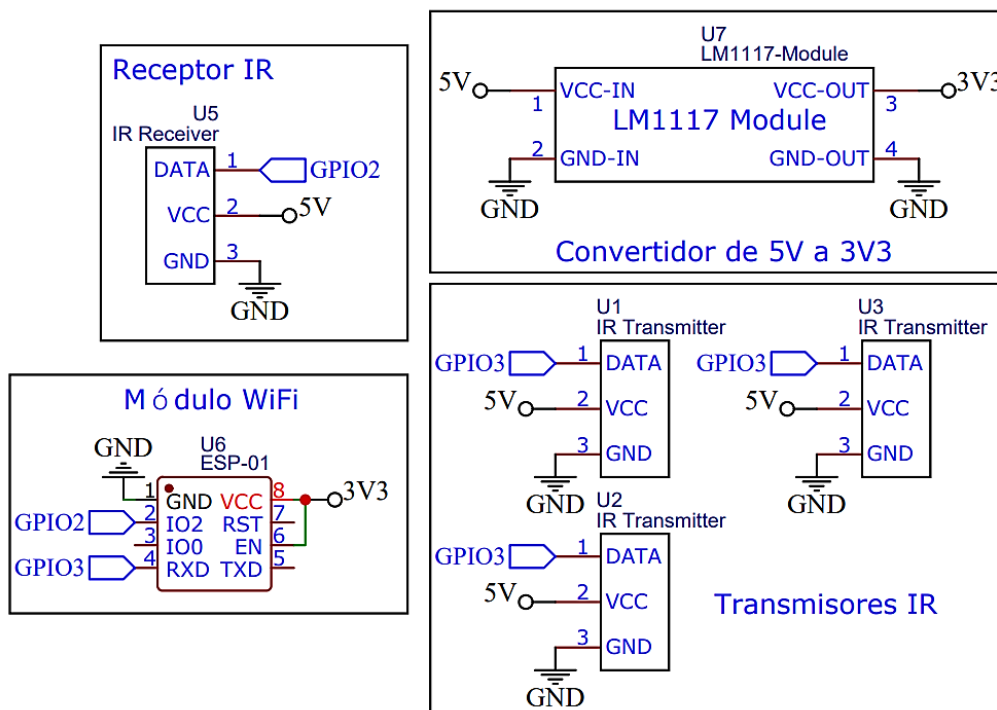 Receptor IR
U5
IR Receiver
DATA 1 GPIO2
VCC 2 5V
GND 3
GND
U7
LM1117-Module
5V 1 VCC-IN VCC-OUT 3 3V3
LM1117 Module
2 GND-IN GND-OUT 4
GND GND
Convertidor de 5V a 3V3
Módulo WiFi
U6
ESP-01
GND
1 GND VCC 8 3V3
GPIO2 2 IO2 RST 7
3 IO0 EN 6
GPIO3 4 RXD TXD 5
U1
IR Transmitter
GPIO3 1 DATA
5V 2 VCC
3 GND
GND
U3
IR Transmitter
GPIO3 1 DATA
5V 2 VCC
3 GND
GND
U2
IR Transmitter
GPIO3 1 DATA
5V 2 VCC
3 GND
GND
Transmisores IR